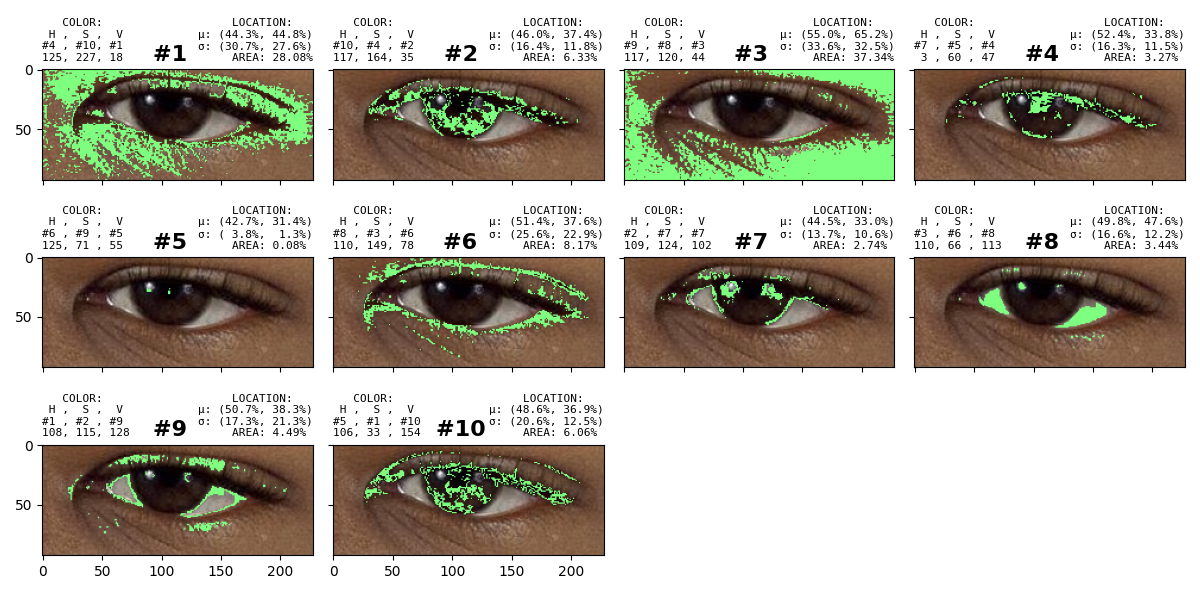 COLOR: LOCATION: COLOR: LOCATION: COLOR: LOCATION: COLOR: LOCATION:
H , S , V μ: (44.3%, 44.8%) H , S , V μ: (46.0%, 37.4%) H , S , V μ: (55.0%, 65.2%) H , S , V μ: (52.4%, 33.8%)
#4 , #10, #1 #1 σ: (30.7%, 27.6%) #10, #4 , #2 #2 σ: (16.4%, 11.8%) #9 , #8 , #3 #3 σ: (33.6%, 32.5%) #7 , #5 , #4 #4 σ: (16.3%, 11.5%)
125, 227, 18 AREA: 28.08% 117, 164, 35 AREA: 6.33% 117, 120, 44 AREA: 37.34% 3 , 60 , 47 AREA: 3.27%
0
50
COLOR: LOCATION: COLOR: LOCATION: COLOR: LOCATION: COLOR: LOCATION:
H , S , V μ: (42.7%, 31.4%) H , S , V μ: (51.4%, 37.6%) H , S , V μ: (44.5%, 33.0%) H , S , V μ: (49.8%, 47.6%)
#6 , #9 , #5 #5 σ: ( 3.8%, 1.3%) #8 , #3 , #6 #6 σ: (25.6%, 22.9%) #2 , #7 , #7 #7 σ: (13.7%, 10.6%) #3 , #6 , #8 #8 σ: (16.6%, 12.2%)
125, 71 , 55 AREA: 0.08% 110, 149, 78 AREA: 8.17% 109, 124, 102 AREA: 2.74% 110, 66 , 113 AREA: 3.44%
0
50
COLOR: LOCATION: COLOR: LOCATION:
H , S , V μ: (50.7%, 38.3%) H , S , V μ: (48.6%, 36.9%)
#1 , #2 , #9 #9 σ: (17.3%, 21.3%) #5 , #1 , #10 #10 σ: (20.6%, 12.5%)
108, 115, 128 AREA: 4.49% 106, 33 , 154 AREA: 6.06%
0
50
0 50 100 150 200 0 50 100 150 200